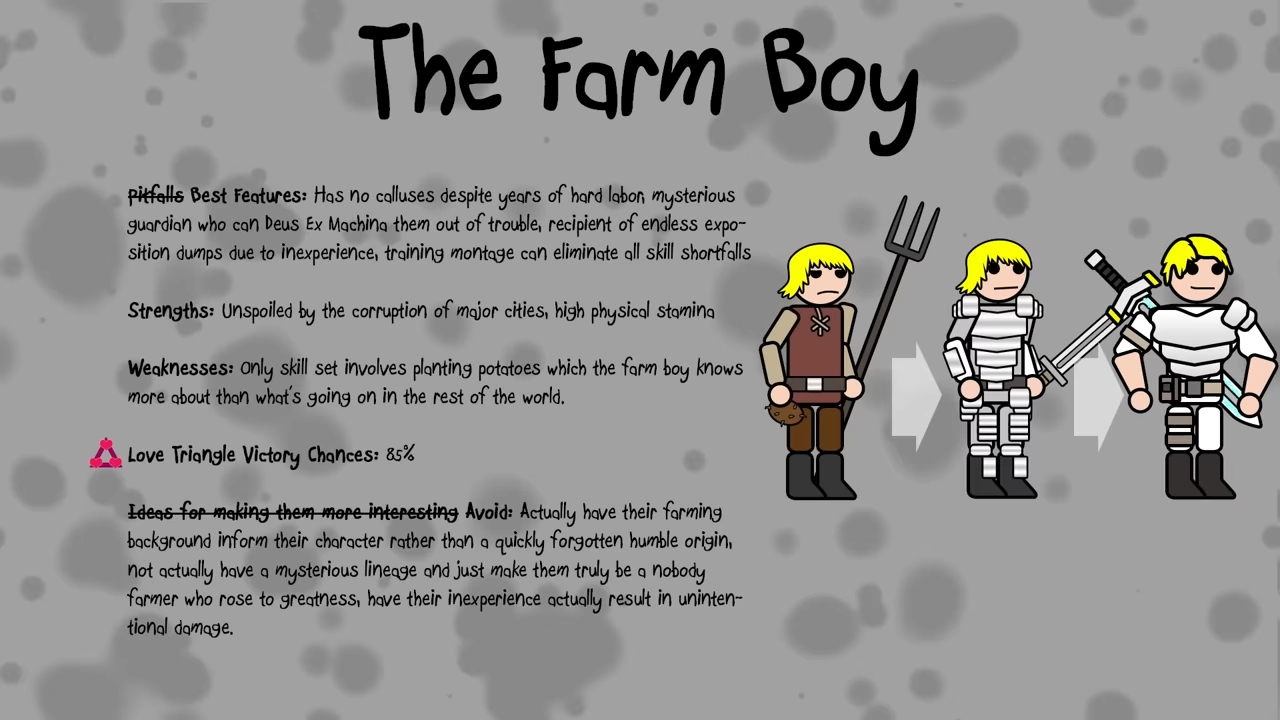 The Farm Boy
Pitfalls Best Features: Has no calluses despite years of hard labor, mysterious
guardian who can Deus Ex Machina them out of trouble, recipient of endless expo-
sition dumps due to inexperience, training montage can eliminate all skill shortfalls
Strengths: Unspoiled by the corruption of major cities, high physical stamina
Weaknesses: Only skill set involves planting potatoes which the farm boy knows
more about than what's going on in the rest of the world.
Love Triangle Victory Chances: 85%
Ideas for making them more interesting Avoid: Actually have their farming
background inform their character rather than a quickly forgotten humble origin,
not actually have a mysterious lineage and just make them truly be a nobody
farmer who rose to greatness, have their inexperience actually result in uninten-
tional damage.